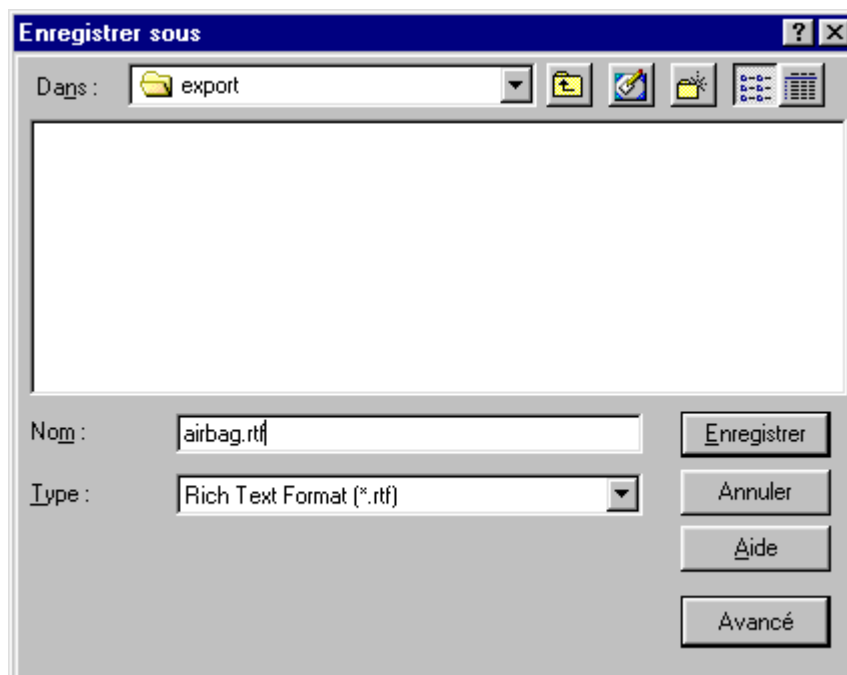 Enregistrer sous
Dans :
export
Nom :
airbag.rtf
Enregistrer
Type :
Rich Text Format (*.rtf)
Annuler
Aide
Avancé